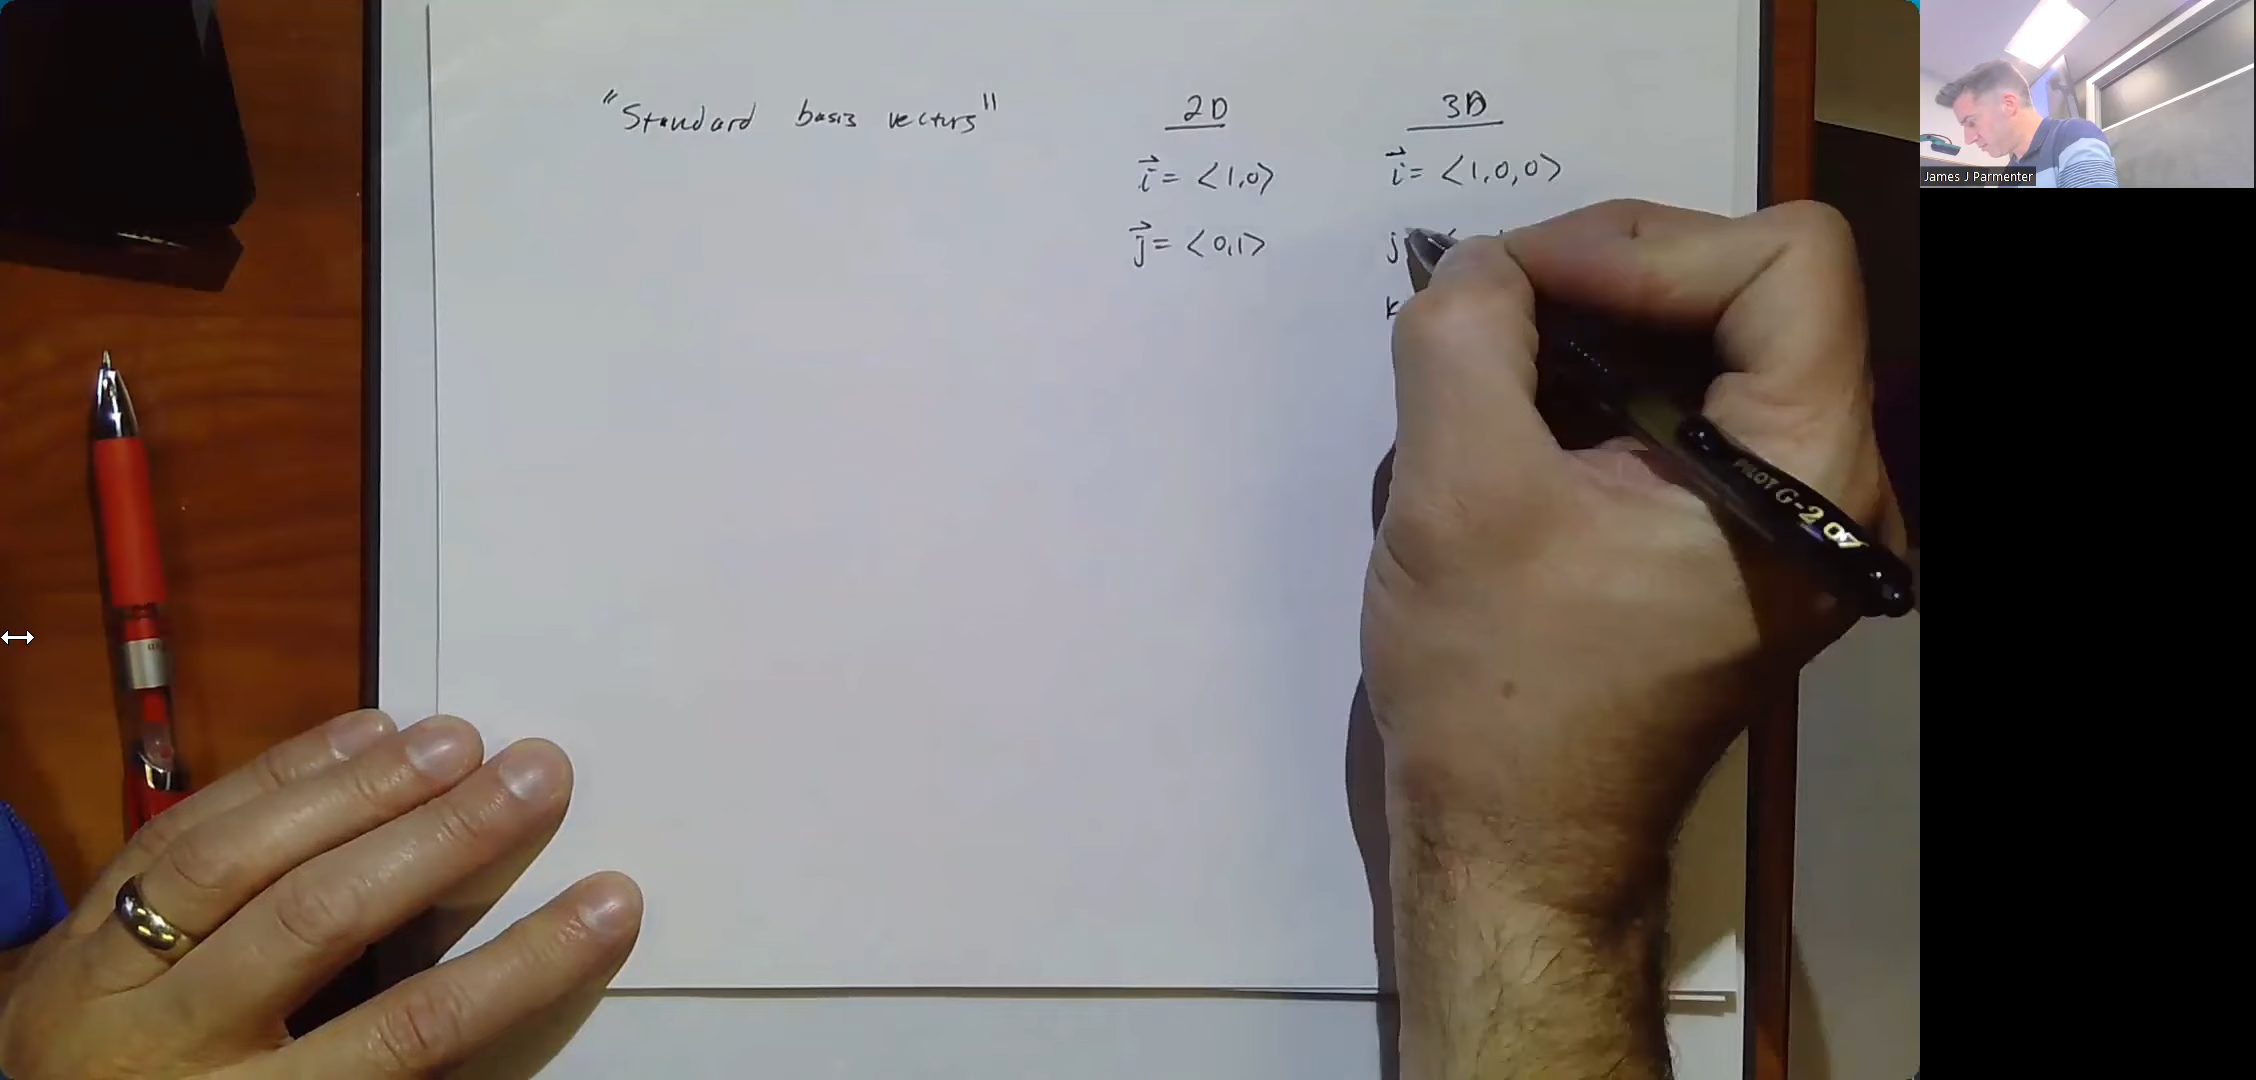 "Standard basis vectors"
2D
i⃗ = <1,0>
j⃗ = <0,1>
3D
i⃗ = <1,0,0>
j
k
PILOT G-2 07
James J Parmenter